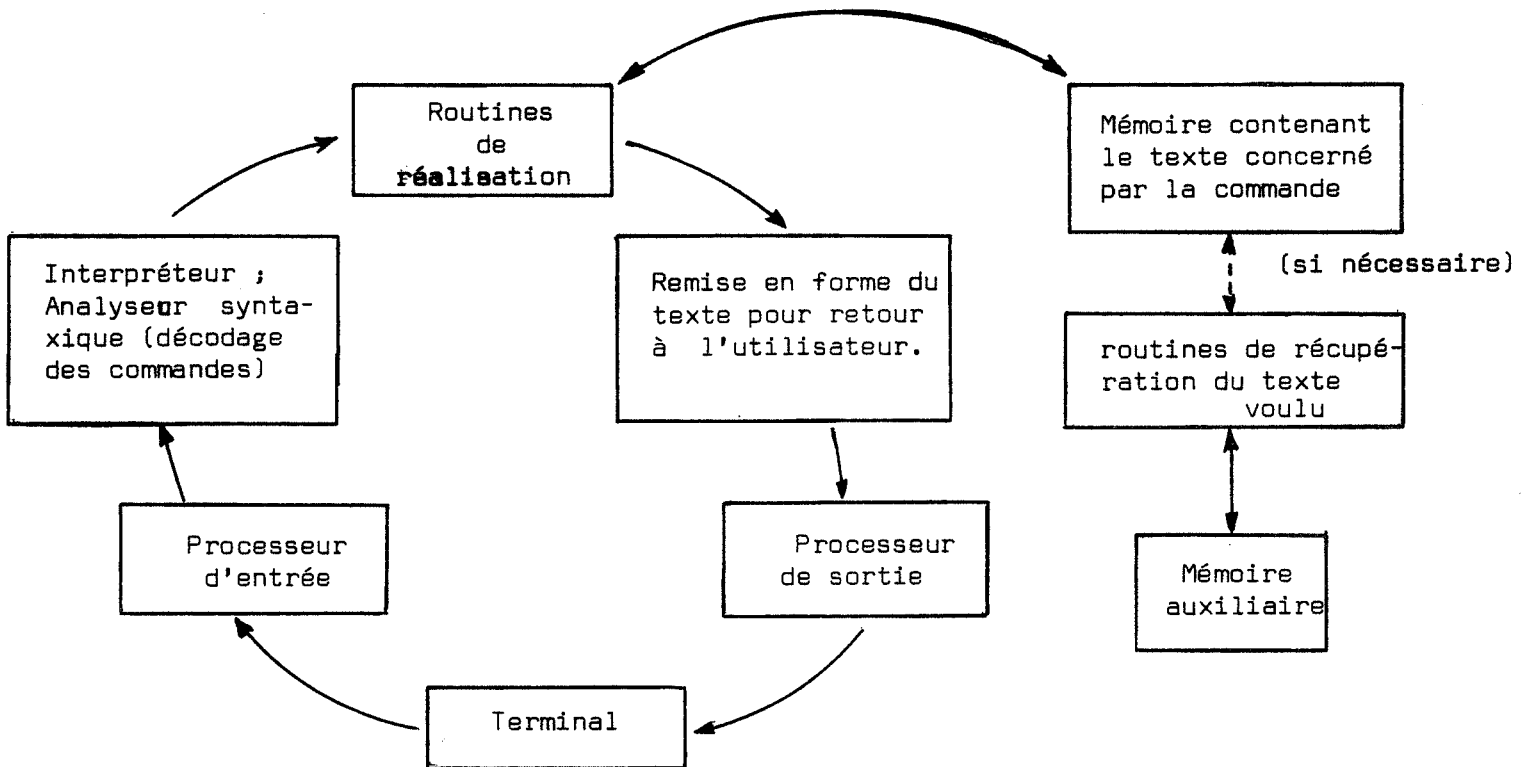 Routines
de
réalisation
Mémoire contenant
le texte concerné
par la commande
Interpréteur ;
Analyseur synta-
xique (décodage
des commandes)
Remise en forme du
texte pour retour
à l'utilisateur.
(si nécessaire)
routines de récupé-
ration du texte
voulu
Processeur
d'entrée
Processeur
de sortie
Mémoire
auxiliaire
Terminal